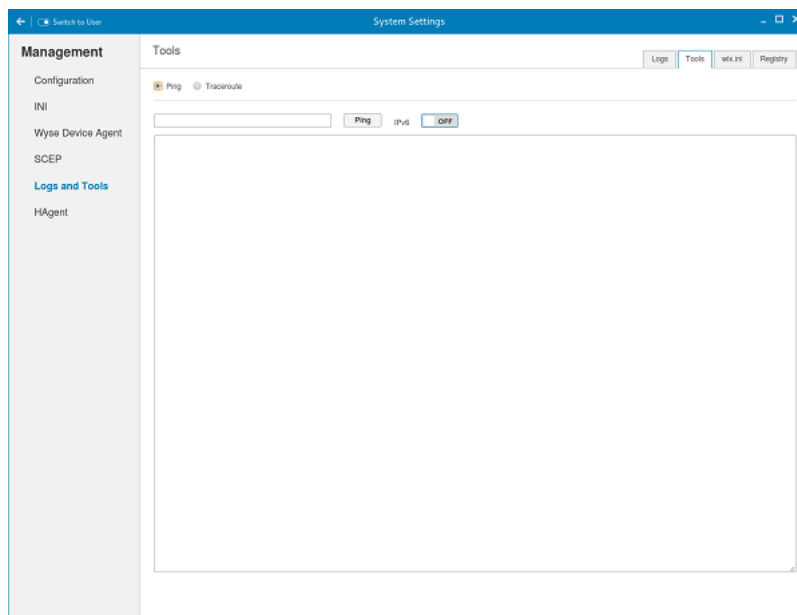 Switch to User
System Settings
Management
Configuration
INI
Wyse Device Agent
SCEP
Logs and Tools
HAgent
Tools
Logs
Tools
wlx.ini
Registry
Ping
Traceroute
Ping
IPv6
OFF